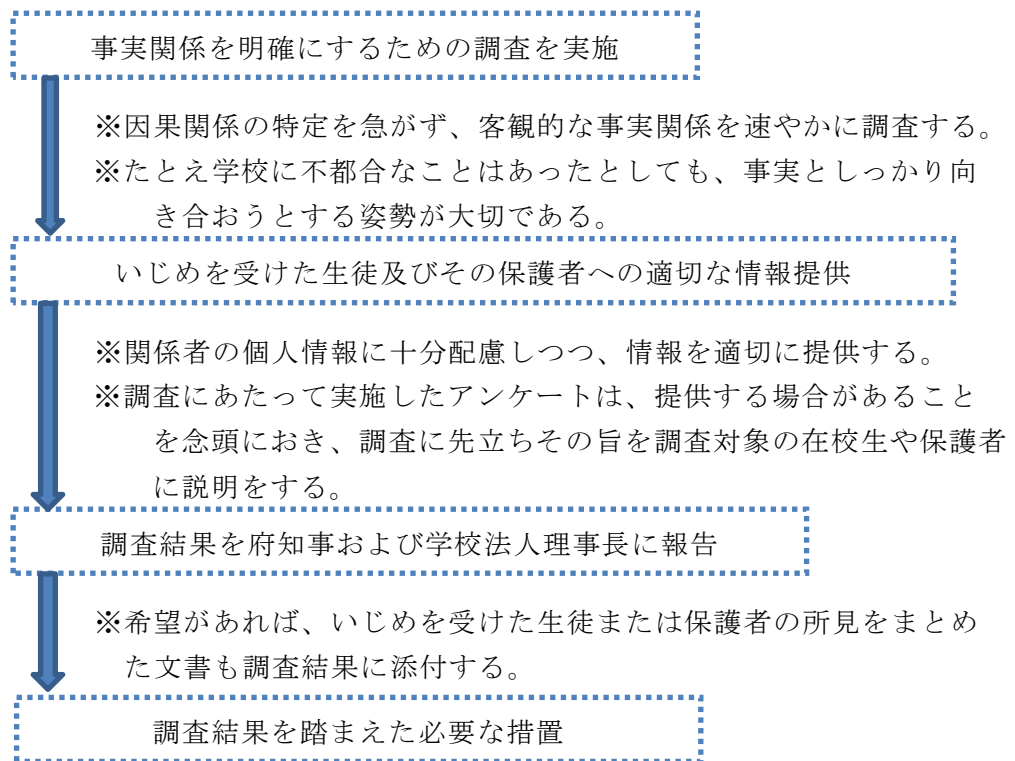 事実関係を明確にするための調査を実施
※因果関係の特定を急がず、客観的な事実関係を速やかに調査する。
※たとえ学校に不都合なことはあったとしても、事実としっかり向
き合おうとする姿勢が大切である。
いじめを受けた生徒及びその保護者への適切な情報提供
※関係者の個人情報に十分配慮しつつ、情報を適切に提供する。
※調査にあたって実施したアンケートは、提供する場合があること
を念頭におき、調査に先立ちその旨を調査対象の在校生や保護者
に説明をする。
調査結果を府知事および学校法人理事長に報告
※希望があれば、いじめを受けた生徒または保護者の所見をまとめ
た文書も調査結果に添付する。
調査結果を踏まえた必要な措置